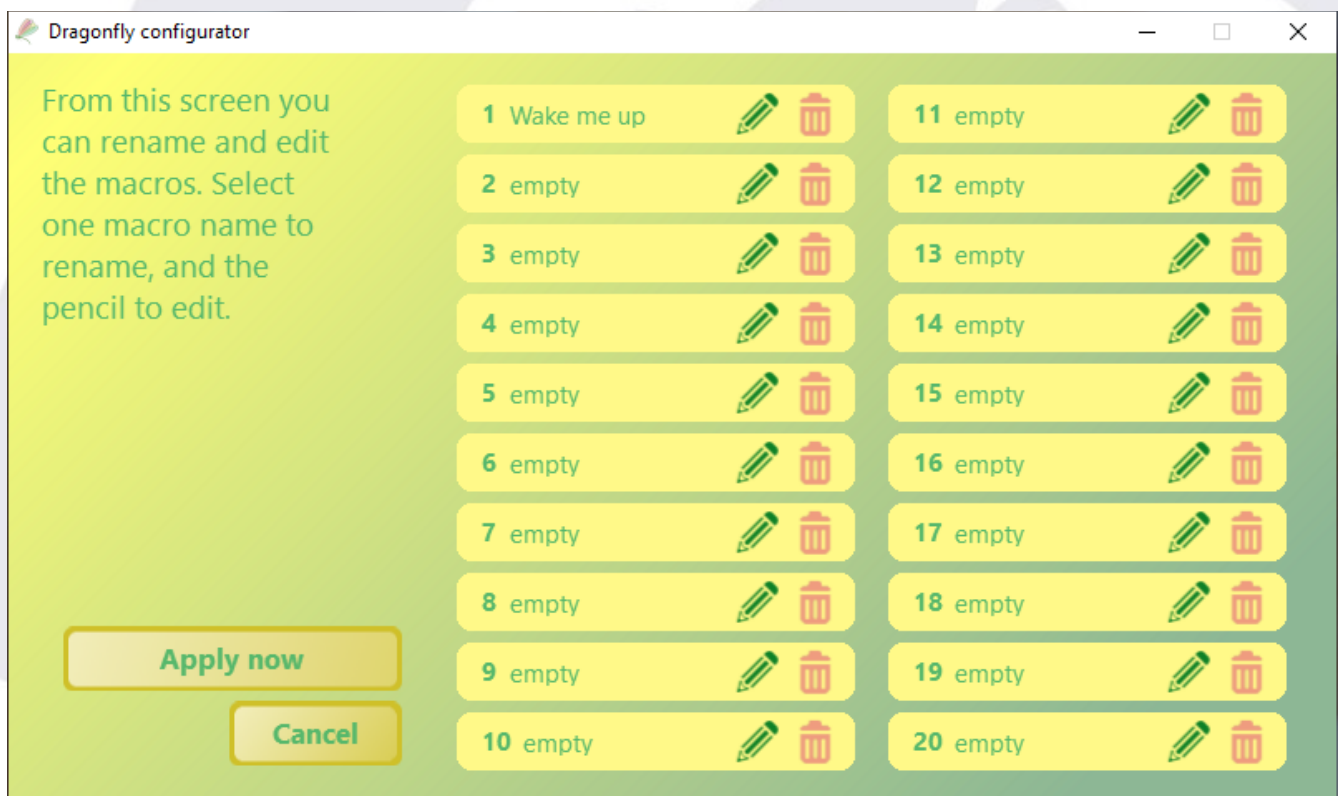 Dragonfly configurator
From this screen you
can rename and edit
the macros. Select
one macro name to
rename, and the
pencil to edit.
Apply now
Cancel
1 Wake me up
2 empty
3 empty
4 empty
5 empty
6 empty
7 empty
8 empty
9 empty
10 empty
11 empty
12 empty
13 empty
14 empty
15 empty
16 empty
17 empty
18 empty
19 empty
20 empty